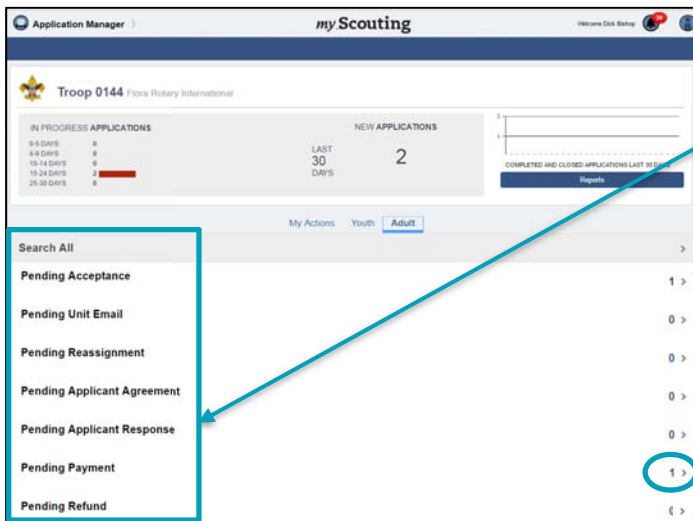 Application Manager
my.Scouting
Welcome Dick Bishop
Troop 0144 Flora Rotary International
IN PROGRESS APPLICATIONS
0-5 DAYS 0
6-9 DAYS 0
10-14 DAYS 0
15-24 DAYS 2
25-30 DAYS 0
NEW APPLICATIONS
LAST
30
DAYS
2
COMPLETED AND CLOSED APPLICATIONS LAST 30 DAYS
Reports
My Actions Youth Adult
Search All >
Pending Acceptance 1 >
Pending Unit Email 0 >
Pending Reassignment 0 >
Pending Applicant Agreement 0 >
Pending Applicant Response 0 >
Pending Payment 1 >
Pending Refund